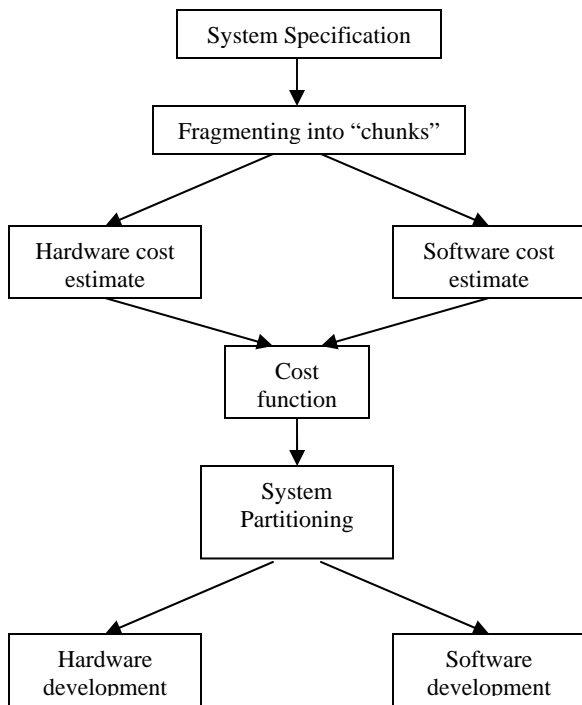 System Specification
Fragmenting into “chunks”
Hardware cost
estimate
Software cost
estimate
Cost
function
System
Partitioning
Hardware
development
Software
development